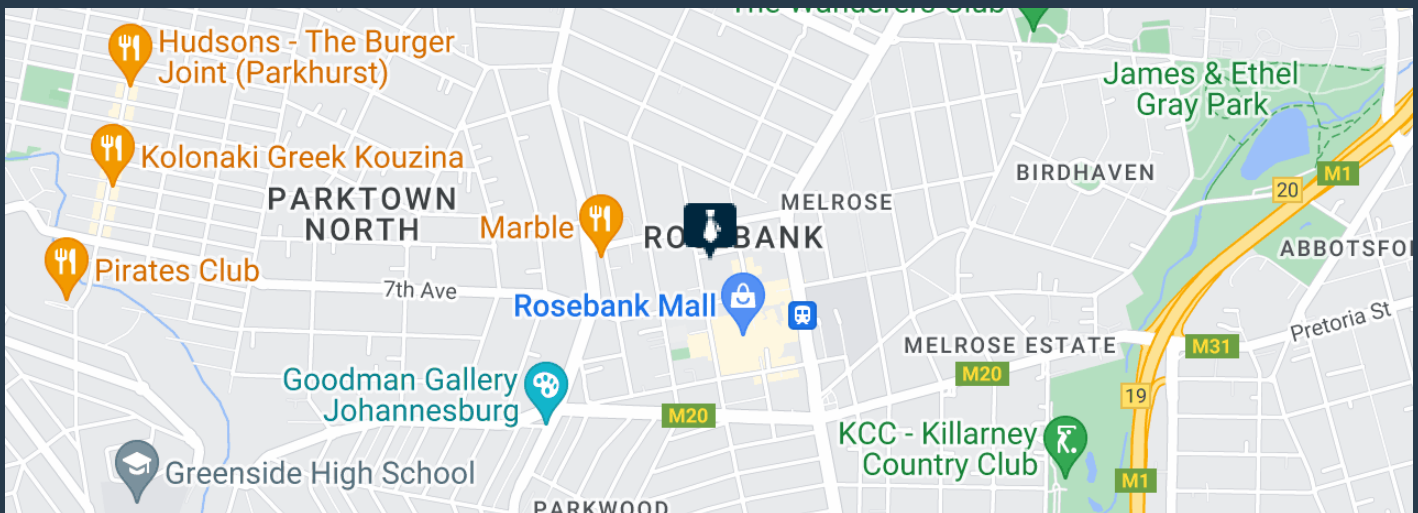 The Wanderers Club
Hudsons - The Burger
Joint (Parkhurst)
James & Ethel
Gray Park
Kolonaki Greek Kouzina
BIRDHAVEN
M1
20
PARKTOWN
NORTH
MELROSE
Marble
ROSEBANK
ABBOTSFO
Pirates Club
7th Ave
Rosebank Mall
Pretoria St
MELROSE ESTATE
M31
M20
Goodman Gallery
Johannesburg
19
M20
KCC - Killarney
Country Club
Greenside High School
M1
PARKWOOD